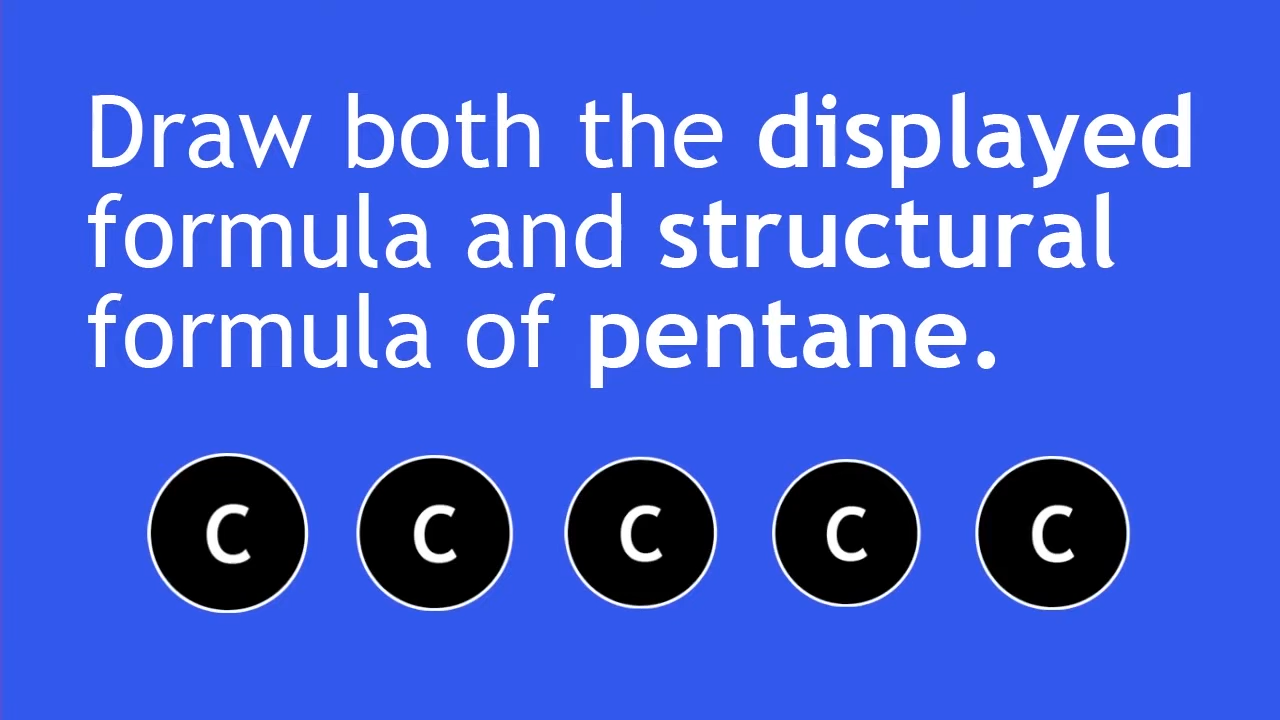 Draw both the displayed
formula and structural
formula of pentane.
C C C C C